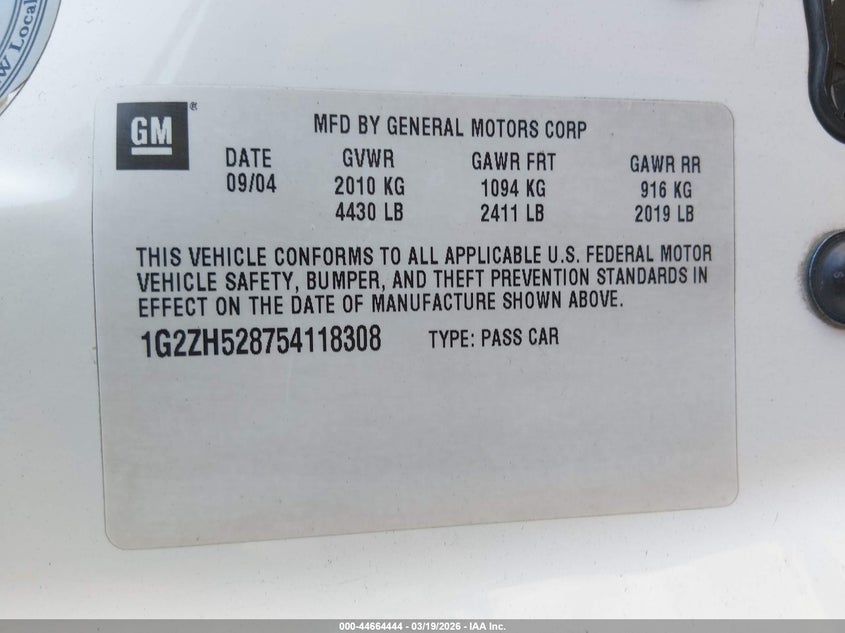 w Local
GM®
MFD BY GENERAL MOTORS CORP
DATE GVWR GAWR FRT GAWR RR
09/04 2010 KG 1094 KG 916 KG
4430 LB 2411 LB 2019 LB
THIS VEHICLE CONFORMS TO ALL APPLICABLE U.S. FEDERAL MOTOR
VEHICLE SAFETY, BUMPER, AND THEFT PREVENTION STANDARDS IN
EFFECT ON THE DATE OF MANUFACTURE SHOWN ABOVE.
1G2ZH528754118308 TYPE: PASS CAR
000-44664444 - 03/19/2026 - IAA Inc.